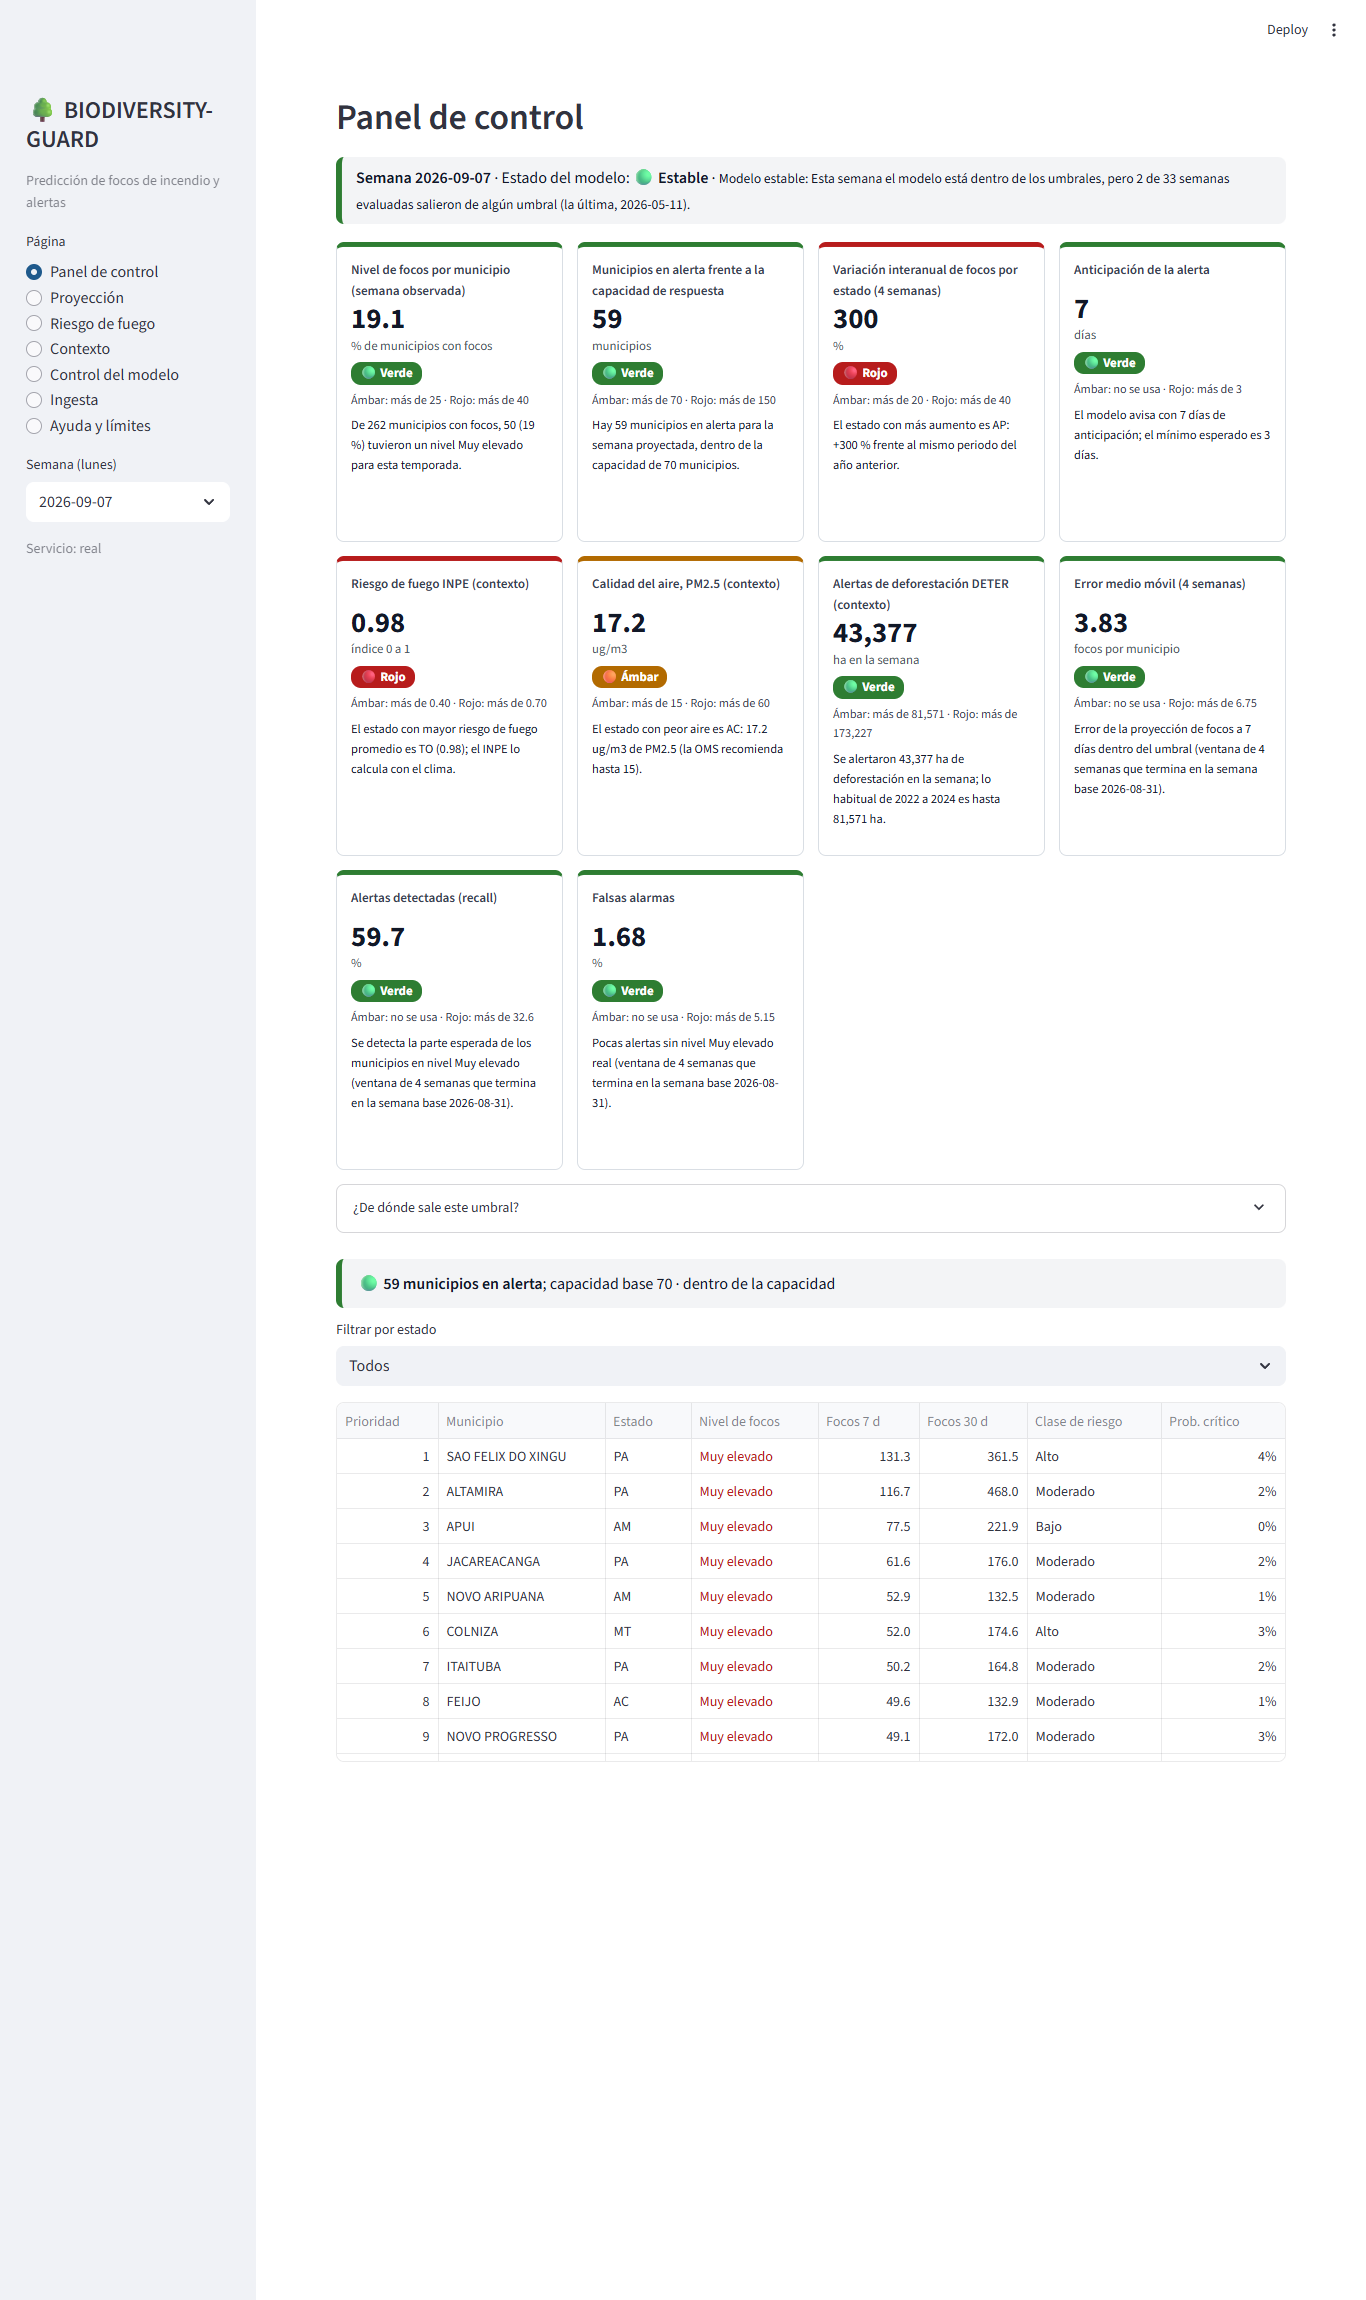 Deploy
BIODIVERSITY-
GUARD
Predicción de focos de incendio y
alertas
Página
Panel de control
Proyección
Riesgo de fuego
Contexto
Control del modelo
Ingesta
Ayuda y límites
Semana (lunes)
2026-09-07
Servicio: real
Panel de control
Semana 2026-09-07 · Estado del modelo: Estable · Modelo estable: Esta semana el modelo está dentro de los umbrales, pero 2 de 33 semanas
evaluadas salieron de algún umbral (la última, 2026-05-11).
Nivel de focos por municipio
(semana observada)
19.1
% de municipios con focos
Verde
Ámbar: más de 25 · Rojo: más de 40
De 262 municipios con focos, 50 (19
%) tuvieron un nivel Muy elevado
para esta temporada.
Municipios en alerta frente a la
capacidad de respuesta
59
municipios
Verde
Ámbar: más de 70 · Rojo: más de 150
Hay 59 municipios en alerta para la
semana proyectada, dentro de la
capacidad de 70 municipios.
Variación interanual de focos por
estado (4 semanas)
300
%
Rojo
Ámbar: más de 20 · Rojo: más de 40
El estado con más aumento es AP:
+300 % frente al mismo periodo del
año anterior.
Anticipación de la alerta
7
días
Verde
Ámbar: no se usa · Rojo: más de 3
El modelo avisa con 7 días de
anticipación; el mínimo esperado es 3
días.
Riesgo de fuego INPE (contexto)
0.98
índice 0 a 1
Rojo
Ámbar: más de 0.40 · Rojo: más de 0.70
El estado con mayor riesgo de fuego
promedio es TO (0.98); el INPE lo
calcula con el clima.
Calidad del aire, PM2.5 (contexto)
17.2
ug/m3
Ámbar
Ámbar: más de 15 · Rojo: más de 60
El estado con peor aire es AC: 17.2
ug/m3 de PM2.5 (la OMS recomienda
hasta 15).
Alertas de deforestación DETER
(contexto)
43,377
ha en la semana
Verde
Ámbar: más de 81,571 · Rojo: más de
173,227
Se alertaron 43,377 ha de
deforestación en la semana; lo
habitual de 2022 a 2024 es hasta
81,571 ha.
Error medio móvil (4 semanas)
3.83
focos por municipio
Verde
Ámbar: no se usa · Rojo: más de 6.75
Error de la proyección de focos a 7
días dentro del umbral (ventana de 4
semanas que termina en la semana
base 2026-08-31).
Alertas detectadas (recall)
59.7
%
Verde
Ámbar: no se usa · Rojo: más de 32.6
Se detecta la parte esperada de los
municipios en nivel Muy elevado
(ventana de 4 semanas que termina
en la semana base 2026-08-31).
Falsas alarmas
1.68
%
Verde
Ámbar: no se usa · Rojo: más de 5.15
Pocas alertas sin nivel Muy elevado
real (ventana de 4 semanas que
termina en la semana base 2026-08-
31).
¿De dónde sale este umbral?
59 municipios en alerta; capacidad base 70 · dentro de la capacidad
Filtrar por estado
Todos
Prioridad Municipio Estado Nivel de focos Focos 7 d Focos 30 d Clase de riesgo Prob. crítico
1 SAO FELIX DO XINGU PA Muy elevado 131.3 361.5 Alto 4%
2 ALTAMIRA PA Muy elevado 116.7 468.0 Moderado 2%
3 APUI AM Muy elevado 77.5 221.9 Bajo 0%
4 JACAREACANGA PA Muy elevado 61.6 176.0 Moderado 2%
5 NOVO ARIPUANA AM Muy elevado 52.9 132.5 Moderado 1%
6 COLNIZA MT Muy elevado 52.0 174.6 Alto 3%
7 ITAITUBA PA Muy elevado 50.2 164.8 Moderado 2%
8 FEIJO AC Muy elevado 49.6 132.9 Moderado 1%
9 NOVO PROGRESSO PA Muy elevado 49.1 172.0 Moderado 3%